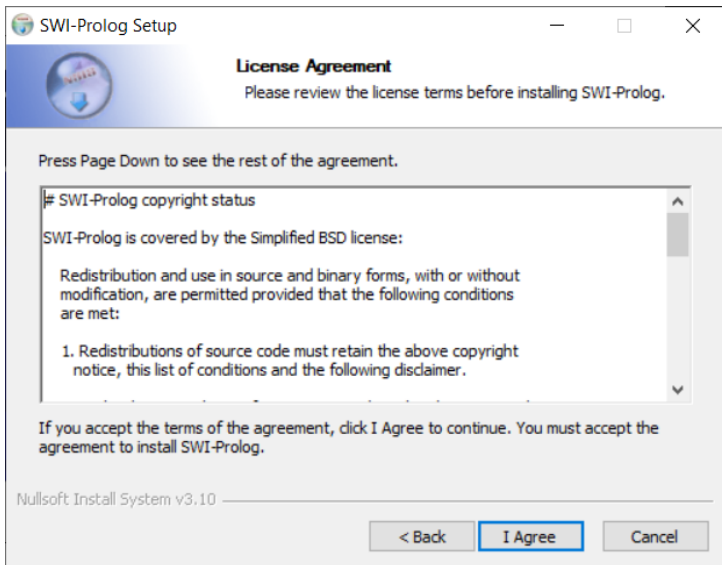 SWI-Prolog Setup
License Agreement
Please review the license terms before installing SWI-Prolog.
Press Page Down to see the rest of the agreement.
# SWI-Prolog copyright status
SWI-Prolog is covered by the Simplified BSD license:
Redistribution and use in source and binary forms, with or without
modification, are permitted provided that the following conditions
are met:
1. Redistributions of source code must retain the above copyright
notice, this list of conditions and the following disclaimer.
If you accept the terms of the agreement, click I Agree to continue. You must accept the
agreement to install SWI-Prolog.
Nullsoft Install System v3.10
< Back
I Agree
Cancel